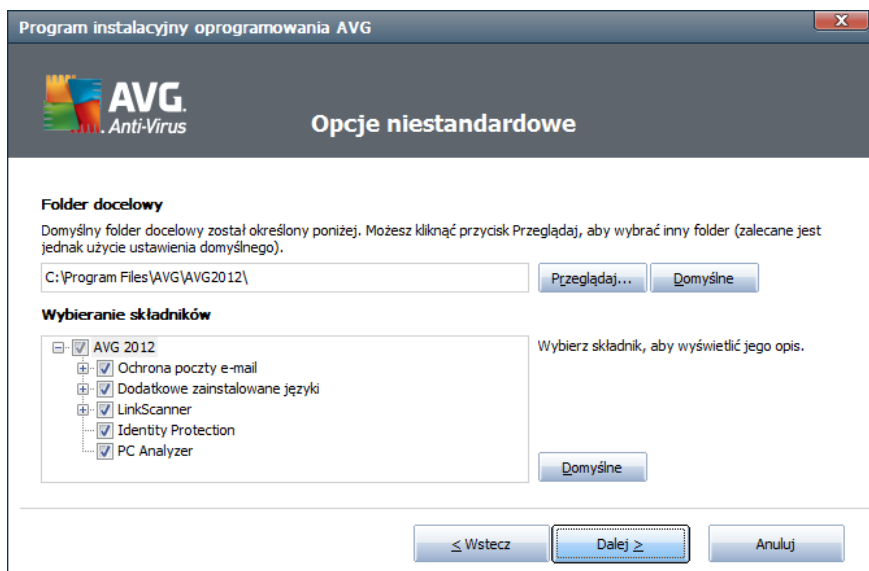 Program instalacyjny oprogramowania AVG
AVG.
Anti-Virus
Opcje niestandardowe
Folder docelowy
Domyślny folder docelowy został określony poniżej. Możesz kliknąć przycisk Przeglądaj, aby wybrać inny folder (zalecane jest
jednak użycie ustawienia domyślnego).
C:\Program Files\AVG\AVG2012\
Przeglądaj...
Domyślne
Wybieranie składników
AVG 2012
Ochrona poczty e-mail
Dodatkowe zainstalowane języki
LinkScanner
Identity Protection
PC Analyzer
Wybierz składnik, aby wyświetlić jego opis.
Domyślne
< Wstecz
Dalej >
Anuluj